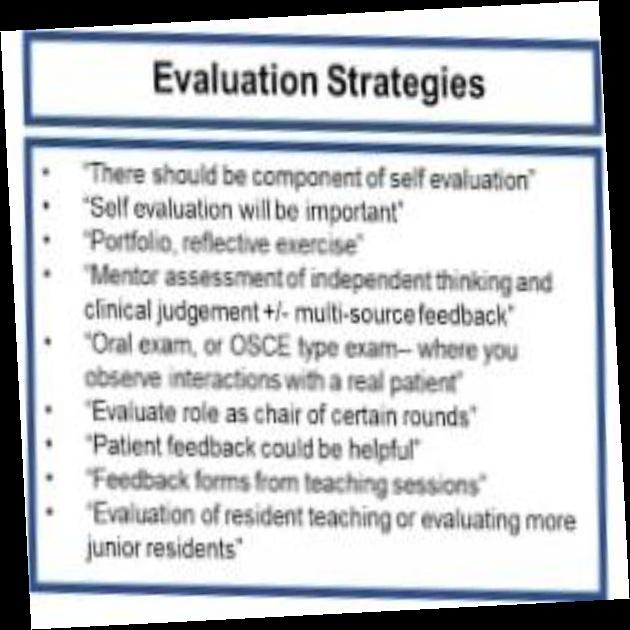 Evaluation Strategies
• "There should be component of self evaluation"
• "Self evaluation will be important"
• "Portfolio, reflective exercise"
• "Mentor assessment of independent thinking and
clinical judgement +/- multi-source feedback"
• "Oral exam, or OSCE type exam– where you
observe interactions with a real patient"
• "Evaluate role as chair of certain rounds"
• "Patient feedback could be helpful"
• "Feedback forms from teaching sessions"
• "Evaluation of resident teaching or evaluating more
junior residents"